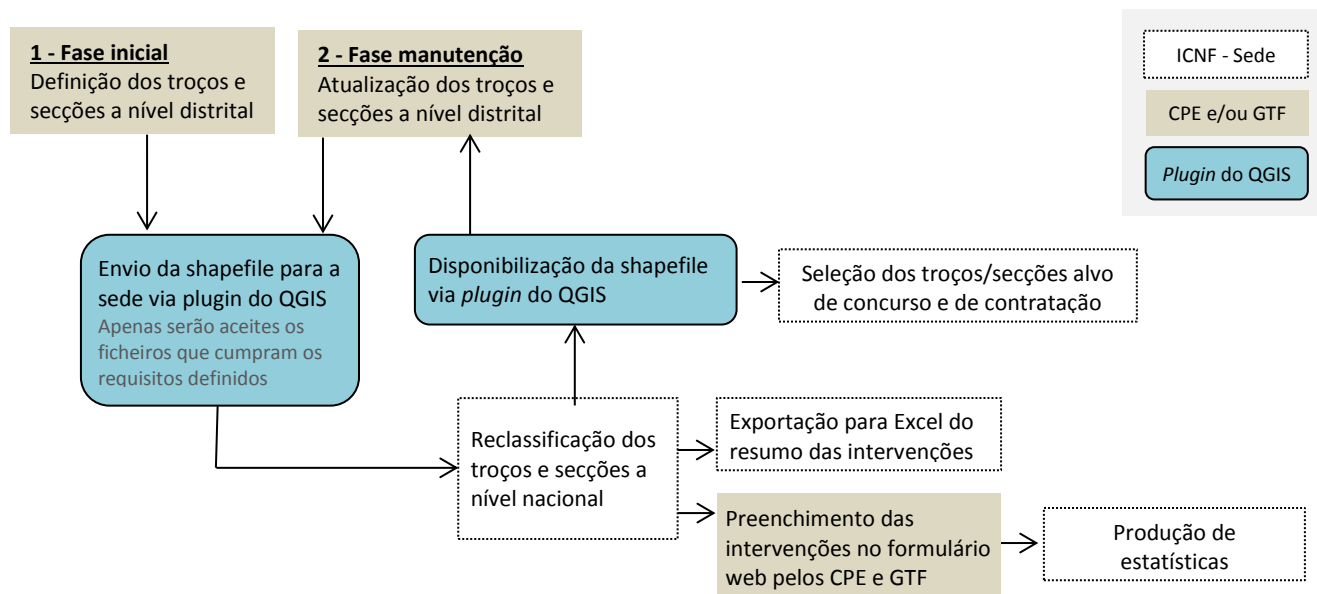 1 - Fase inicial
Definição dos troços e
secções a nível distrital
2 - Fase manutenção
Atualização dos troços e
secções a nível distrital
ICNF - Sede
CPE e/ou GTF
Plugin do QGIS
Envio da shapefile para a
sede via plugin do QGIS
Apenas serão aceites os
ficheiros que cumpram os
requisitos definidos
Disponibilização da shapefile
via plugin do QGIS
Seleção dos troços/secções alvo
de concurso e de contratação
Reclassificação dos
troços e secções a
nível nacional
Exportação para Excel do
resumo das intervenções
Preenchimento das
intervenções no formulário
web pelos CPE e GTF
Produção de
estatísticas